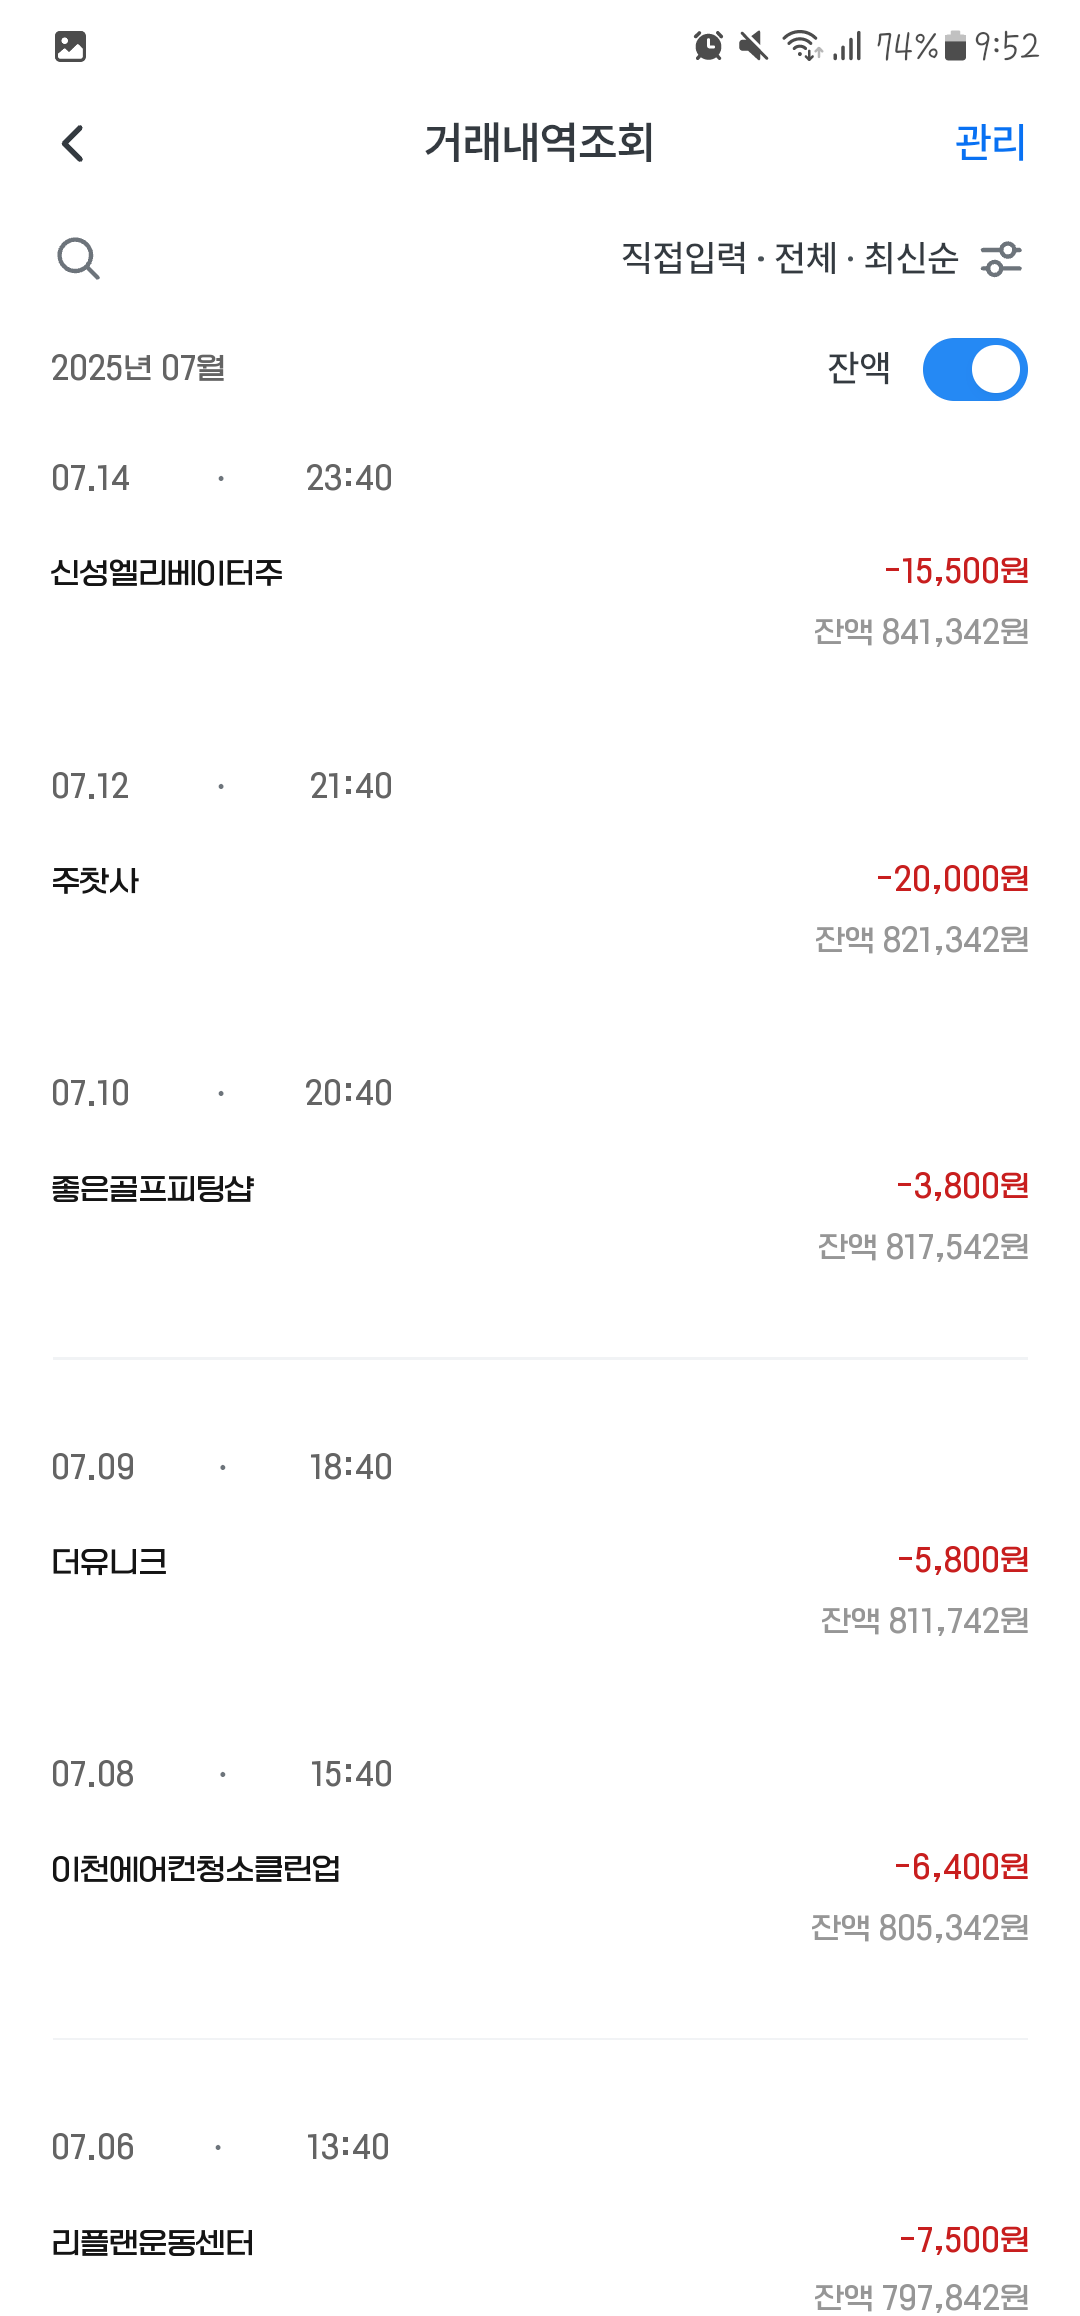 74% 9:52
거래내역조회 관리
직접입력 · 전체 · 최신순
2025년 07월 잔액
07.14 · 23:40
신성엘리베이터주 -15,500원
잔액 841,342원
07.12 · 21:40
주찻사 -20,000원
잔액 821,342원
07.10 · 20:40
좋은골프피팅샵 -3,800원
잔액 817,542원
07.09 · 18:40
더유니크 -5,800원
잔액 811,742원
07.08 · 15:40
이천에어컨청소클린업 -6,400원
잔액 805,342원
07.06 · 13:40
리플랜운동센터 -7,500원
잔액 797,842원